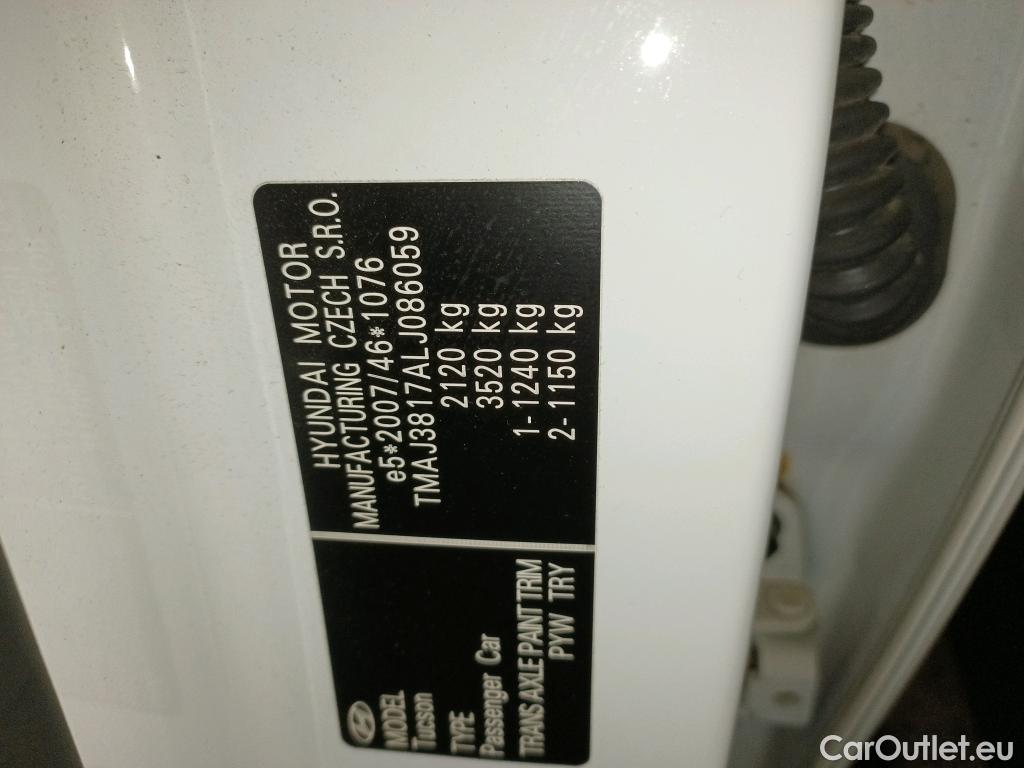 MODEL
Tucson
TYPE
Passenger Car
TRANS AXLE PAINT TRIM
PYW TRY
HYUNDAI MOTOR
MANUFACTURING CZECH S.R.O.
e5*2007/46*1076
TMAJ3817ALJ086059
2120 kg
3520 kg
1-1240 kg
2-1150 kg
CarOutlet.eu